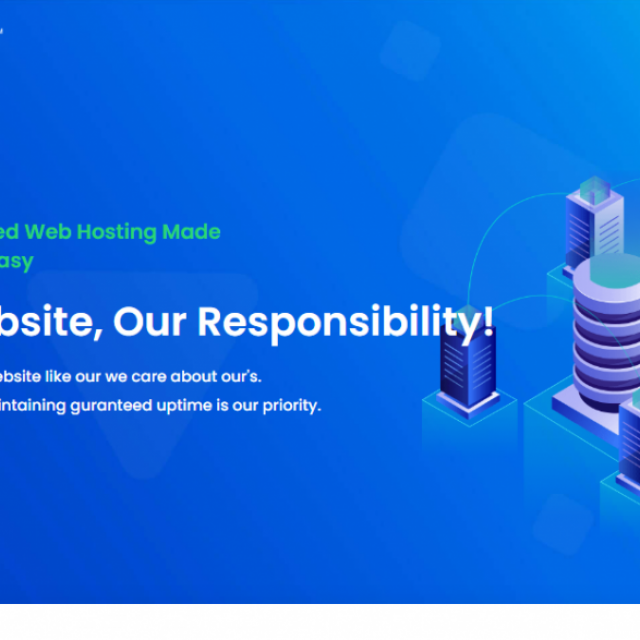 ed Web Hosting Made
asy
bsite, Our Responsibility!
ebsite like our we care about our's.
intaining guranteed uptime is our priority.